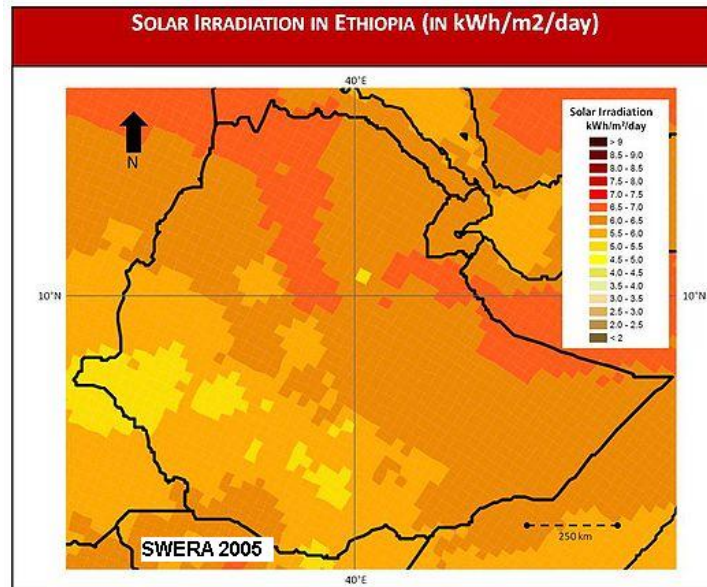 SOLAR IRRADIATION IN ETHIOPIA (IN kWh/m2/day)
40°E
Solar Irradiation
kWh/m²/day
> 9
8.5 - 9.0
8.0 - 8.5
7.5 - 8.0
7.0 - 7.5
6.5 - 7.0
6.0 - 6.5
5.5 - 6.0
5.0 - 5.5
4.5 - 5.0
4.0 - 4.5
3.5 - 4.0
3.0 - 3.5
2.5 - 3.0
2.0 - 2.5
< 2
N
10°N
10°N
SWERA 2005
250 km
40°E